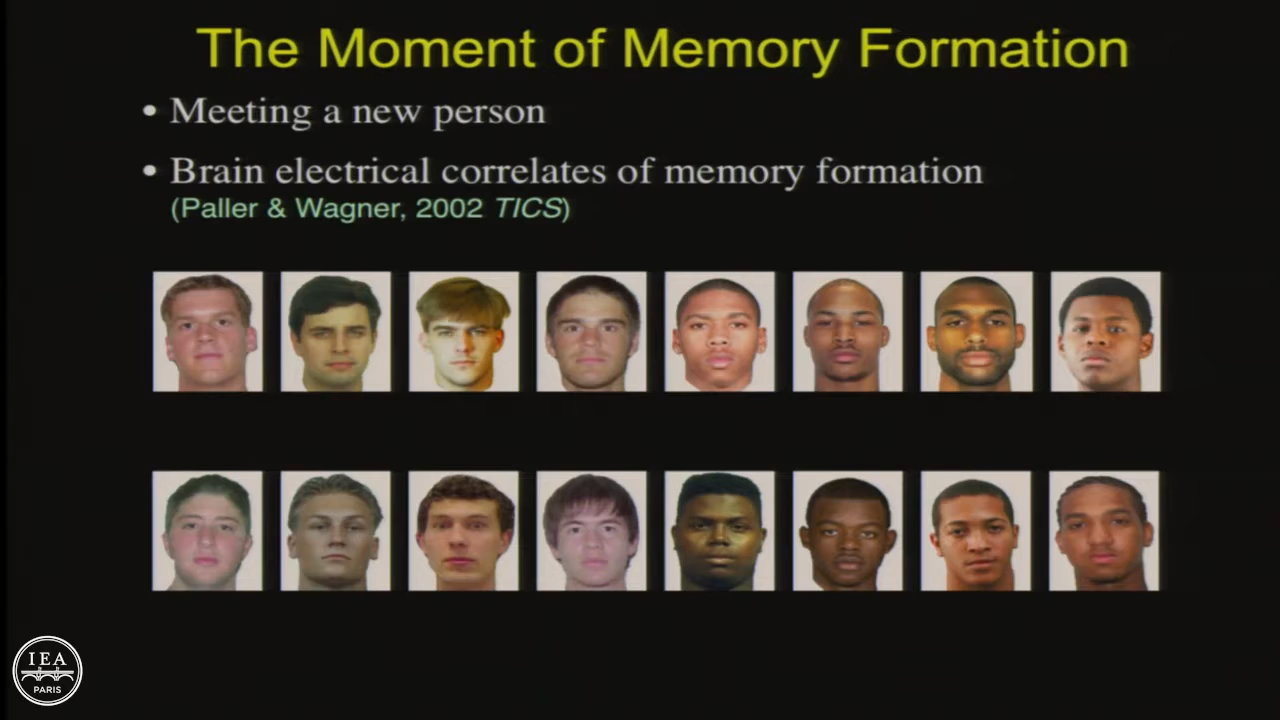 The Moment of Memory Formation
• Meeting a new person
• Brain electrical correlates of memory formation
(Paller & Wagner, 2002 TICS)
IEA
PARIS